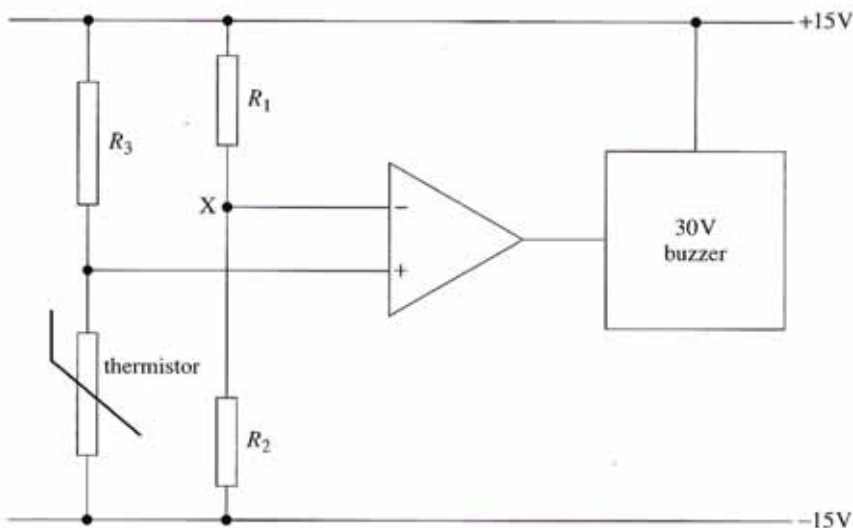 +15V
R1
R3
X
−
30V
buzzer
+
thermistor
R2
−15V